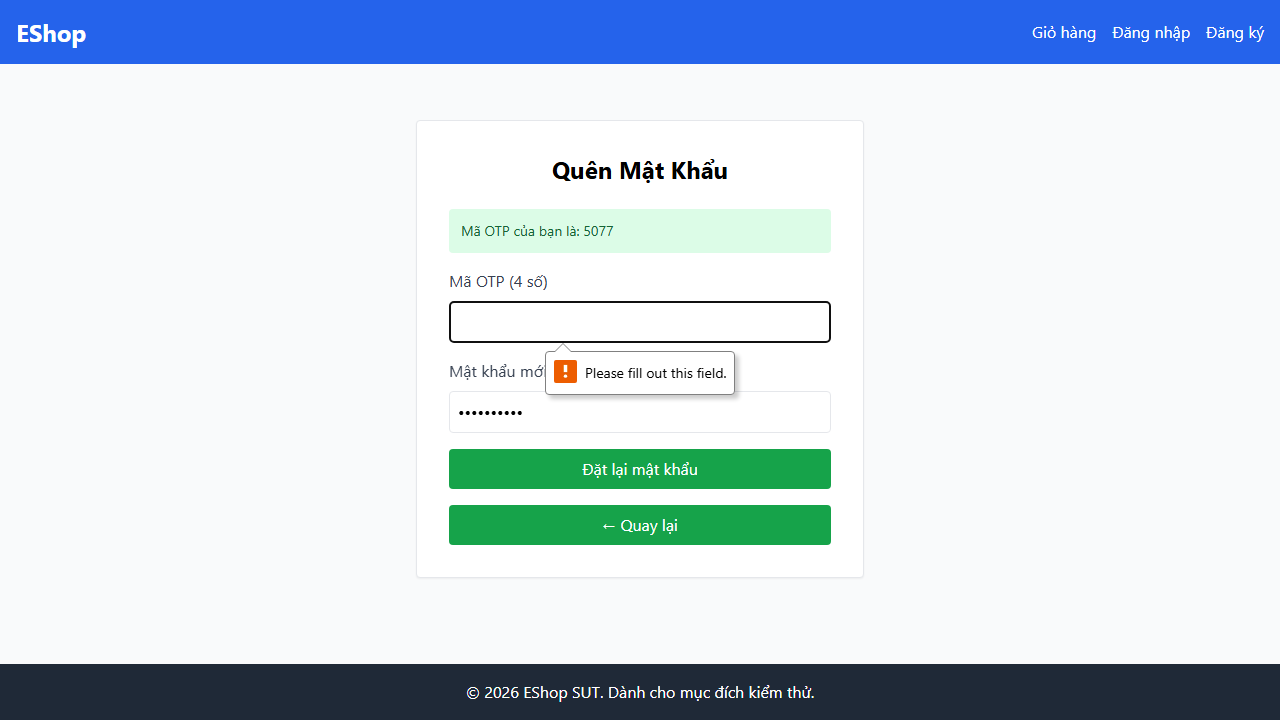 EShop
Giỏ hàng Đăng nhập Đăng ký
Quên Mật Khẩu
Mã OTP của bạn là: 5077
Mã OTP (4 số)
Please fill out this field.
Mật khẩu mới
••••••••••
Đặt lại mật khẩu
← Quay lại
© 2026 EShop SUT. Dành cho mục đích kiểm thử.